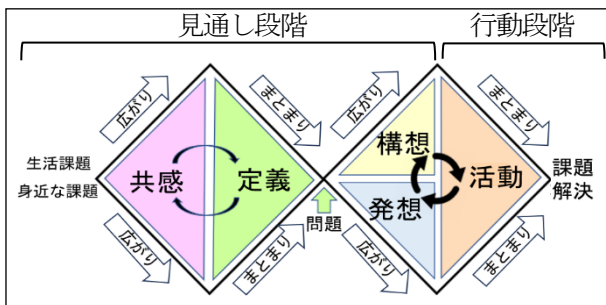 見通し段階
行動段階
広がり
まとまり
広がり
まとまり
生活課題
身近な課題
共感
定義
構想
発想
活動
課題
解決
問題
広がり
まとまり
広がり
まとまり